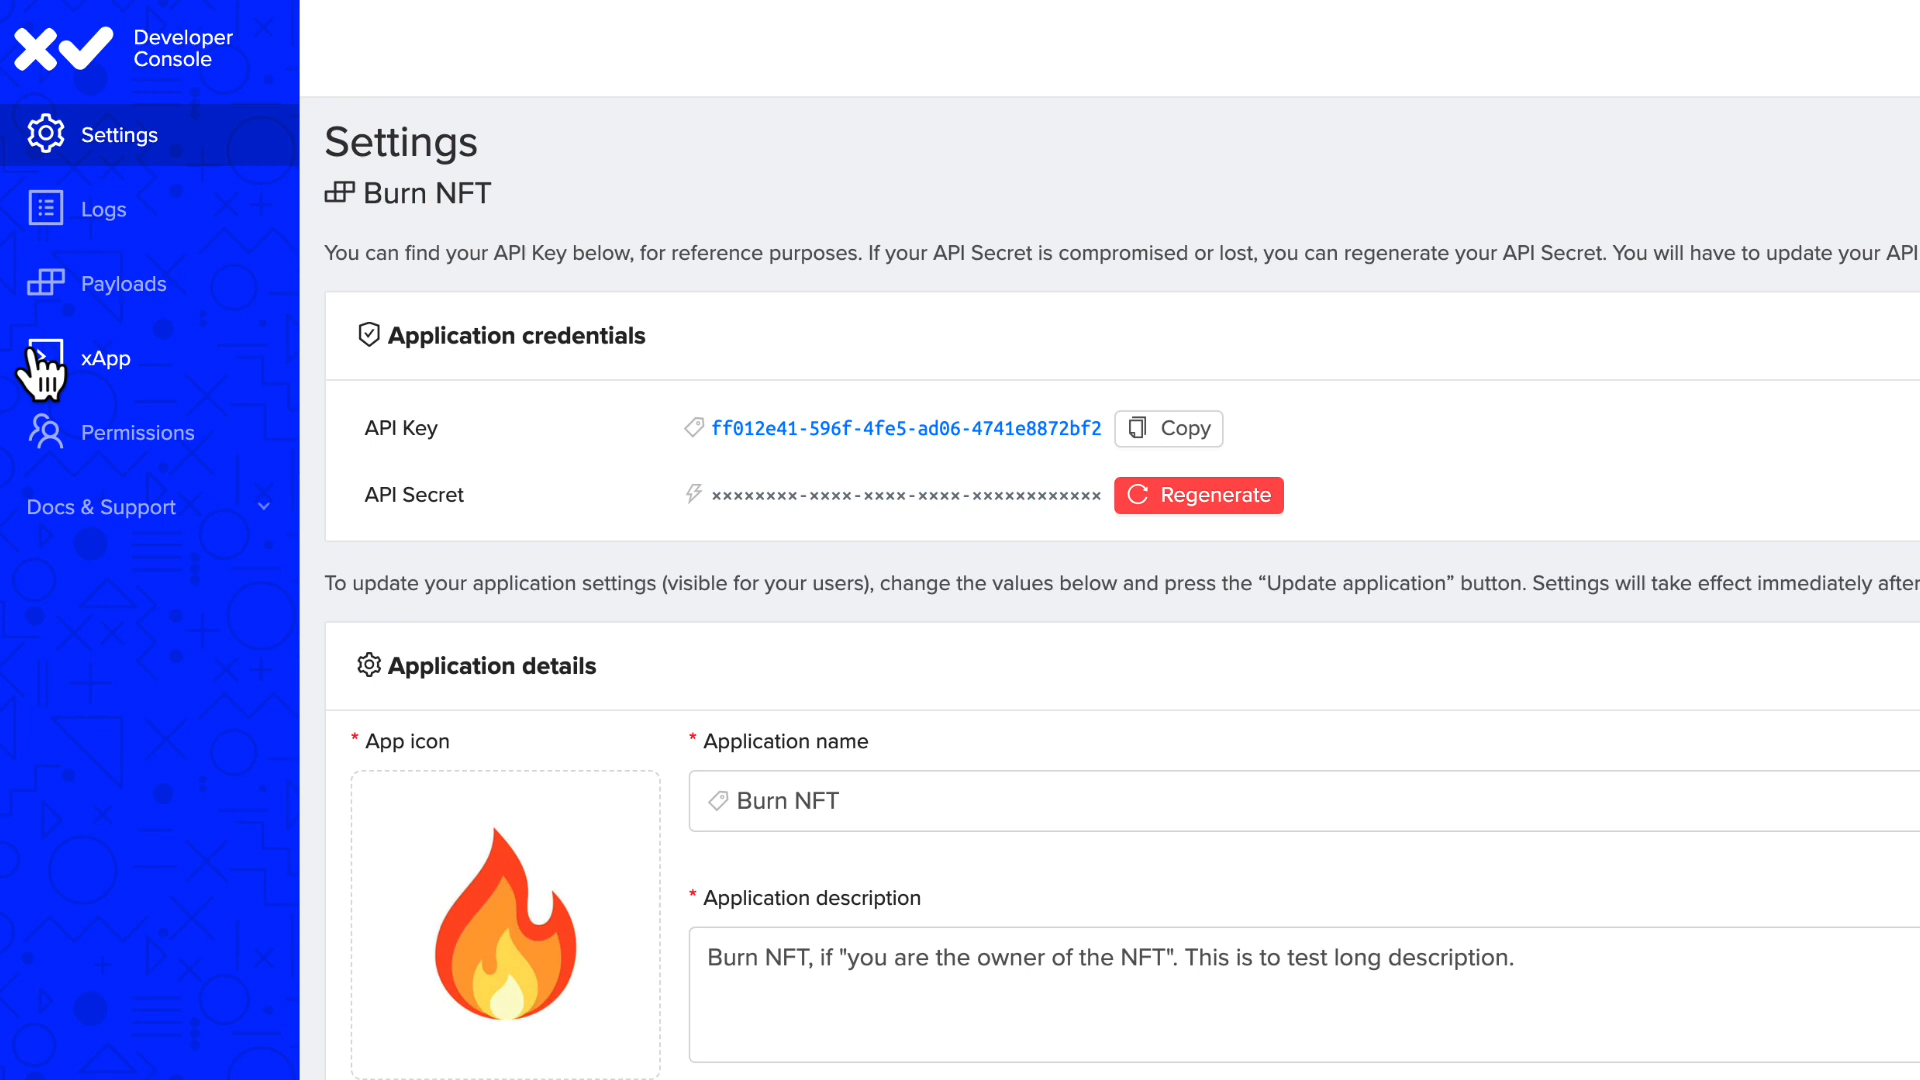 Developer
Console
Settings
Logs
Payloads
xApp
Permissions
Docs & Support
Settings
Burn NFT
You can find your API Key below, for reference purposes. If your API Secret is compromised or lost, you can regenerate your API Secret. You will have to update your API
Application credentials
API Key
ff012e41-596f-4fe5-ad06-4741e8872bf2
Copy
API Secret
xxxxxxxx-xxxx-xxxx-xxxx-xxxxxxxxxxxx
Regenerate
To update your application settings (visible for your users), change the values below and press the “Update application” button. Settings will take effect immediately after
Application details
* App icon
* Application name
Burn NFT
* Application description
Burn NFT, if "you are the owner of the NFT". This is to test long description.